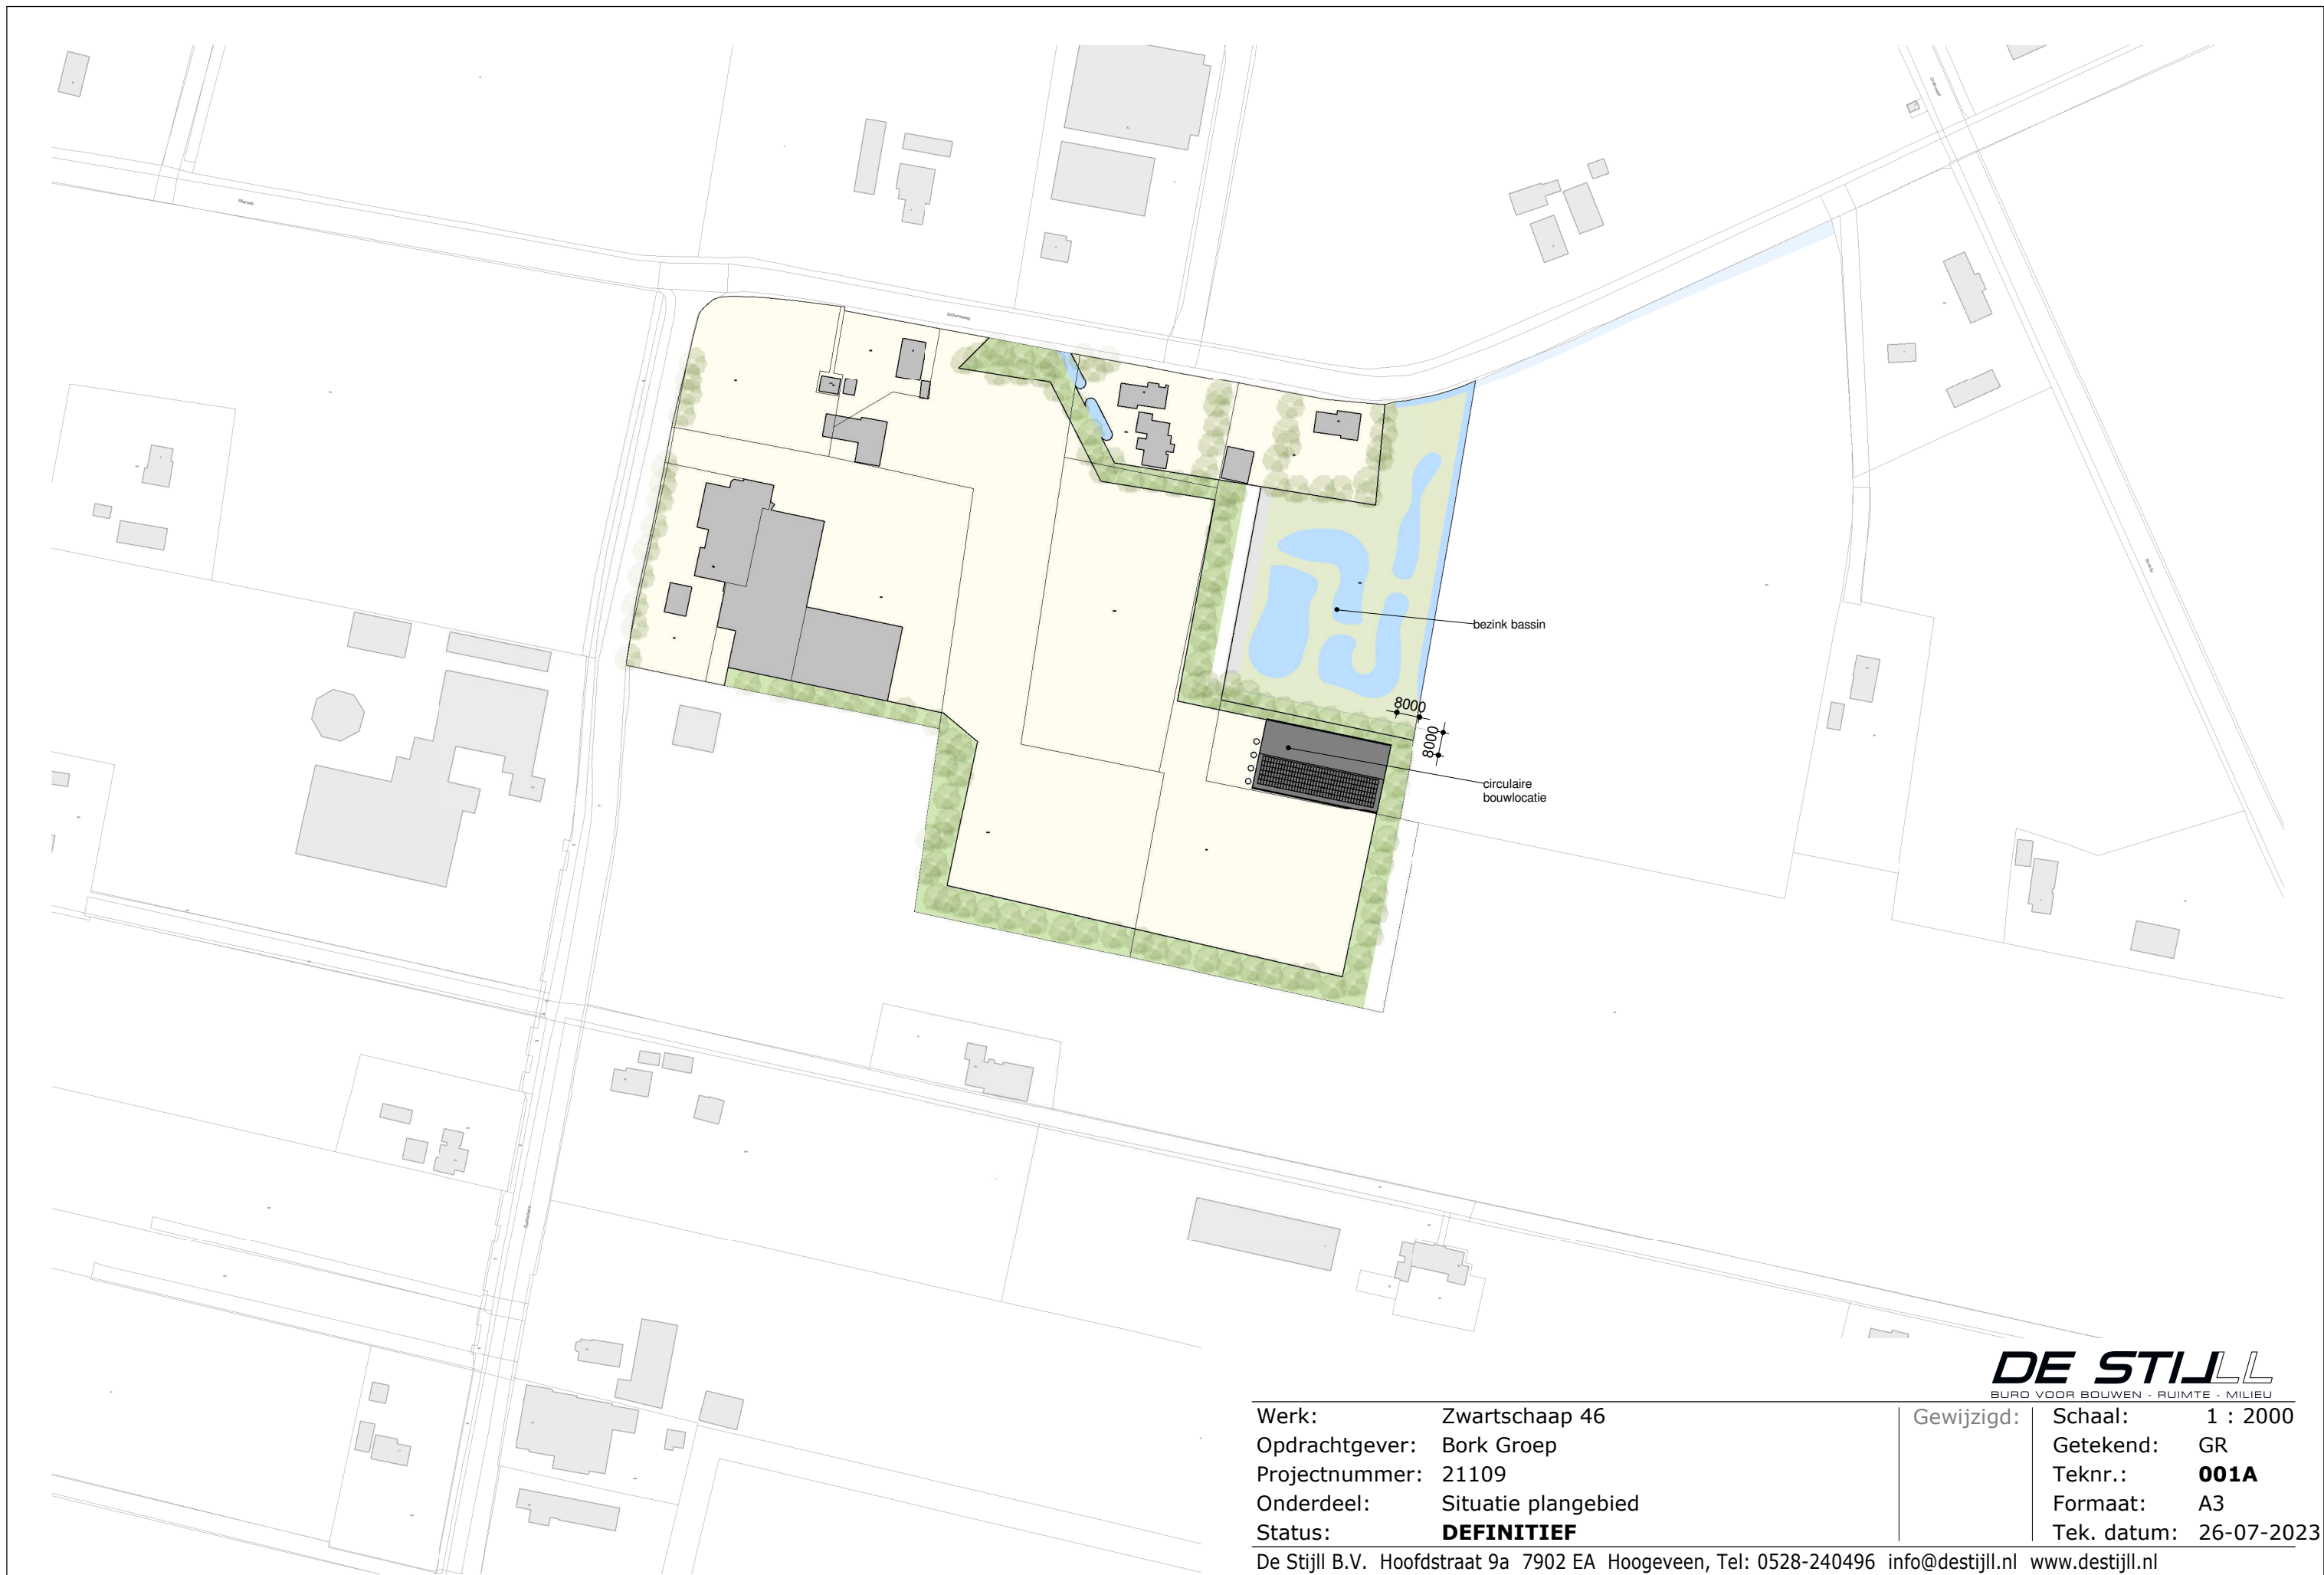 bezink bassin
8000
8000
circulaire
bouwlocatie
DE STIJLL
BURO VOOR BOUWEN - RUIMTE - MILIEU
Werk: Zwartschaap 46
Opdrachtgever: Bork Groep
Projectnummer: 21109
Onderdeel: Situatie plangebied
Status: DEFINITIEF
Gewijzigd:
Schaal: 1 : 2000
Getekend: GR
Teknr.: 001A
Formaat: A3
Tek. datum: 26-07-2023
De Stijll B.V. Hoofdstraat 9a 7902 EA Hoogeveen, Tel: 0528-240496 info@destijll.nl www.destijll.nl